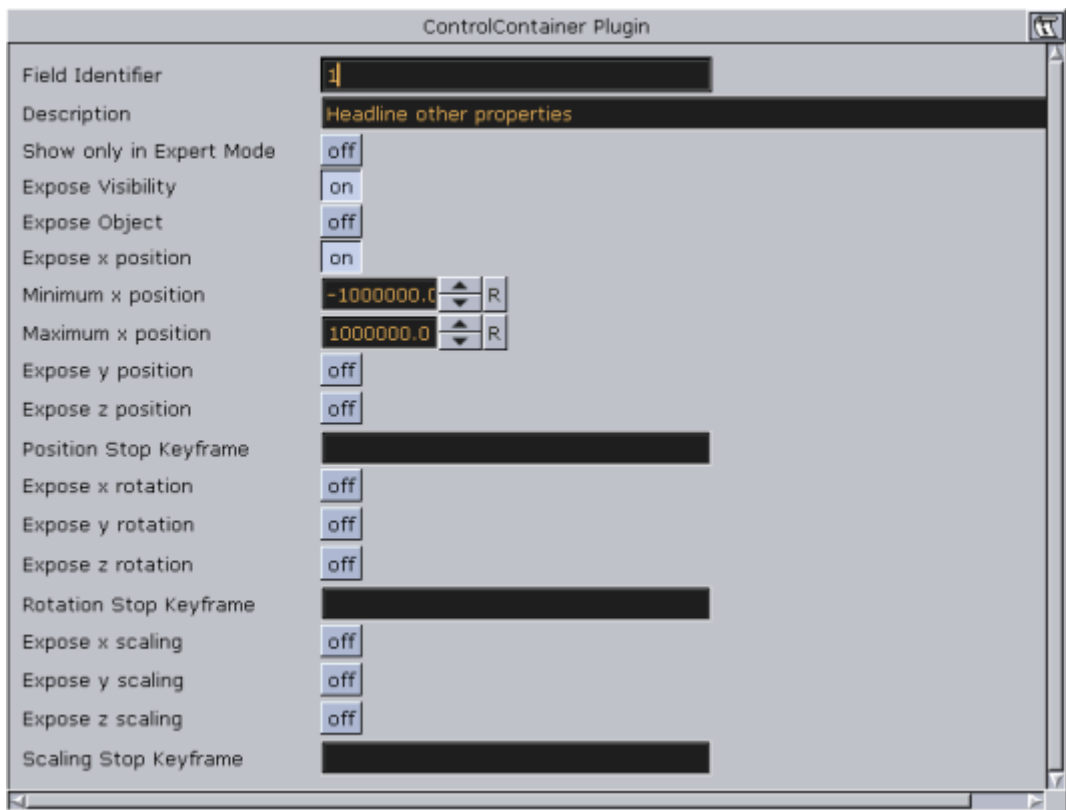 ControlContainer Plugin
Field Identifier 1
Description Headline other properties
Show only in Expert Mode off
Expose Visibility on
Expose Object off
Expose x position on
Minimum x position -1000000.0 R
Maximum x position 1000000.0 R
Expose y position off
Expose z position off
Position Stop Keyframe
Expose x rotation off
Expose y rotation off
Expose z rotation off
Rotation Stop Keyframe
Expose x scaling off
Expose y scaling off
Expose z scaling off
Scaling Stop Keyframe